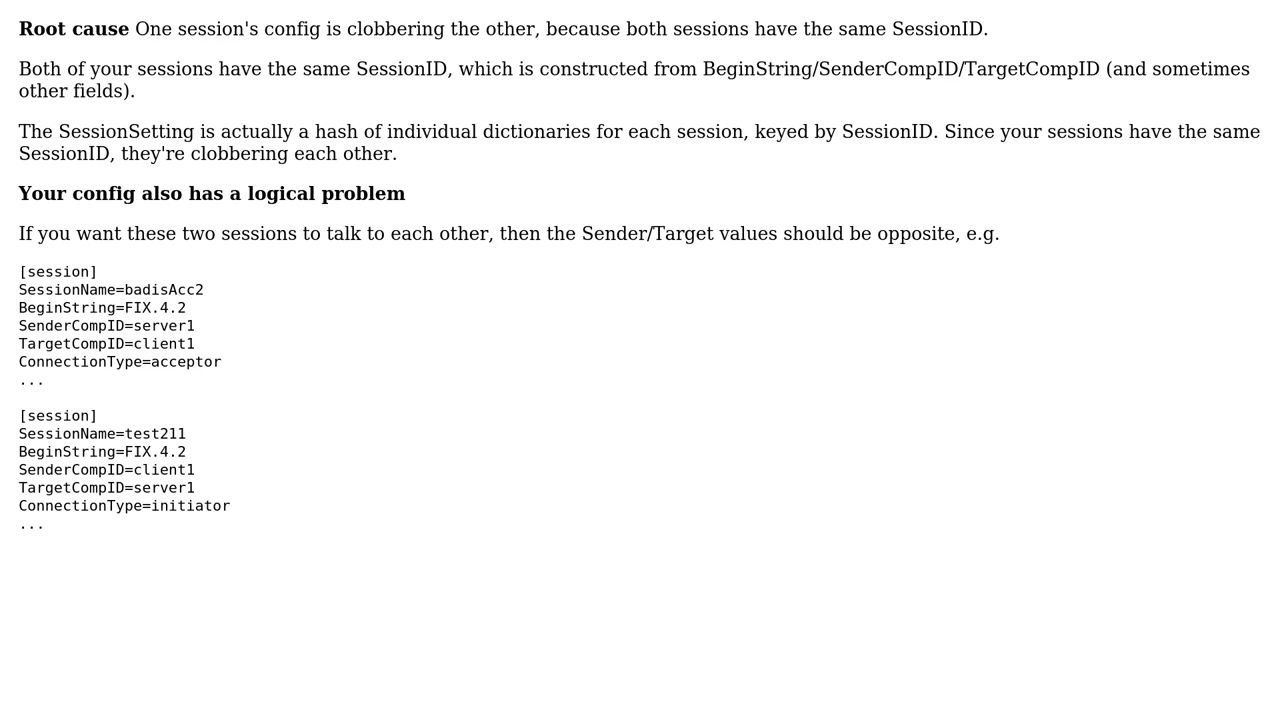 Root cause One session's config is clobbering the other, because both sessions have the same SessionID.
Both of your sessions have the same SessionID, which is constructed from BeginString/SenderCompID/TargetCompID (and sometimes
other fields).
The SessionSetting is actually a hash of individual dictionaries for each session, keyed by SessionID. Since your sessions have the same
SessionID, they're clobbering each other.
Your config also has a logical problem
If you want these two sessions to talk to each other, then the Sender/Target values should be opposite, e.g.
[session]
SessionName=badisAcc2
BeginString=FIX.4.2
SenderCompID=server1
TargetCompID=client1
ConnectionType=acceptor
...
[session]
SessionName=test211
BeginString=FIX.4.2
SenderCompID=client1
TargetCompID=server1
ConnectionType=initiator
...